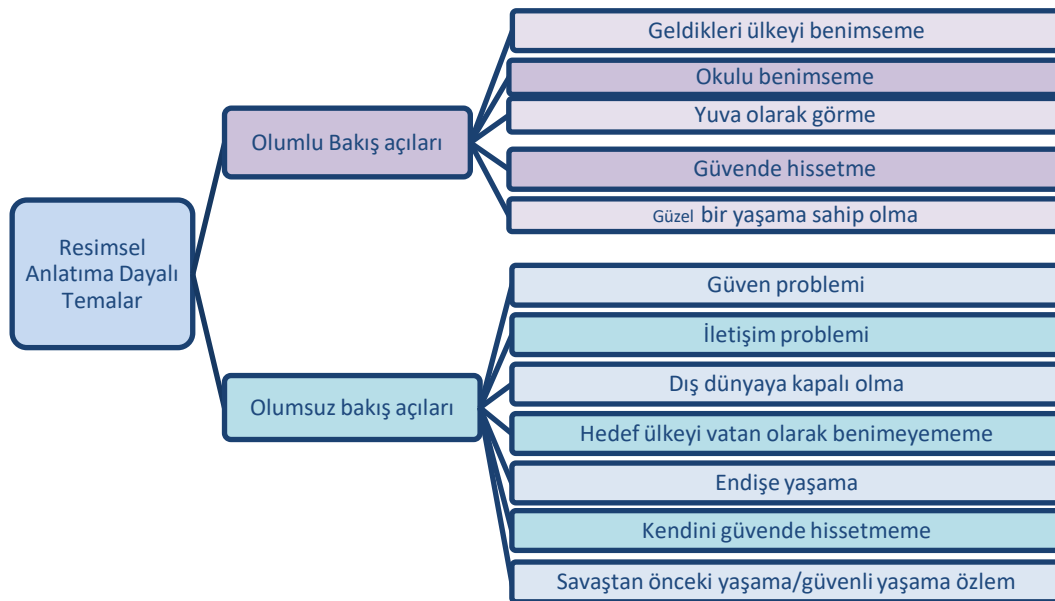 Resimsel
Anlatıma Dayalı
Temalar
Olumlu Bakış açıları
Geldikleri ülkeyi benimseme
Okulu benimseme
Yuva olarak görme
Güvende hissetme
Güzel bir yaşama sahip olma
Olumsuz bakış açıları
Güven problemi
İletişim problemi
Dış dünyaya kapalı olma
Hedef ülkeyi vatan olarak benimeyememe
Endişe yaşama
Kendini güvende hissetmeme
Savaştan önceki yaşama/güvenli yaşama özlem